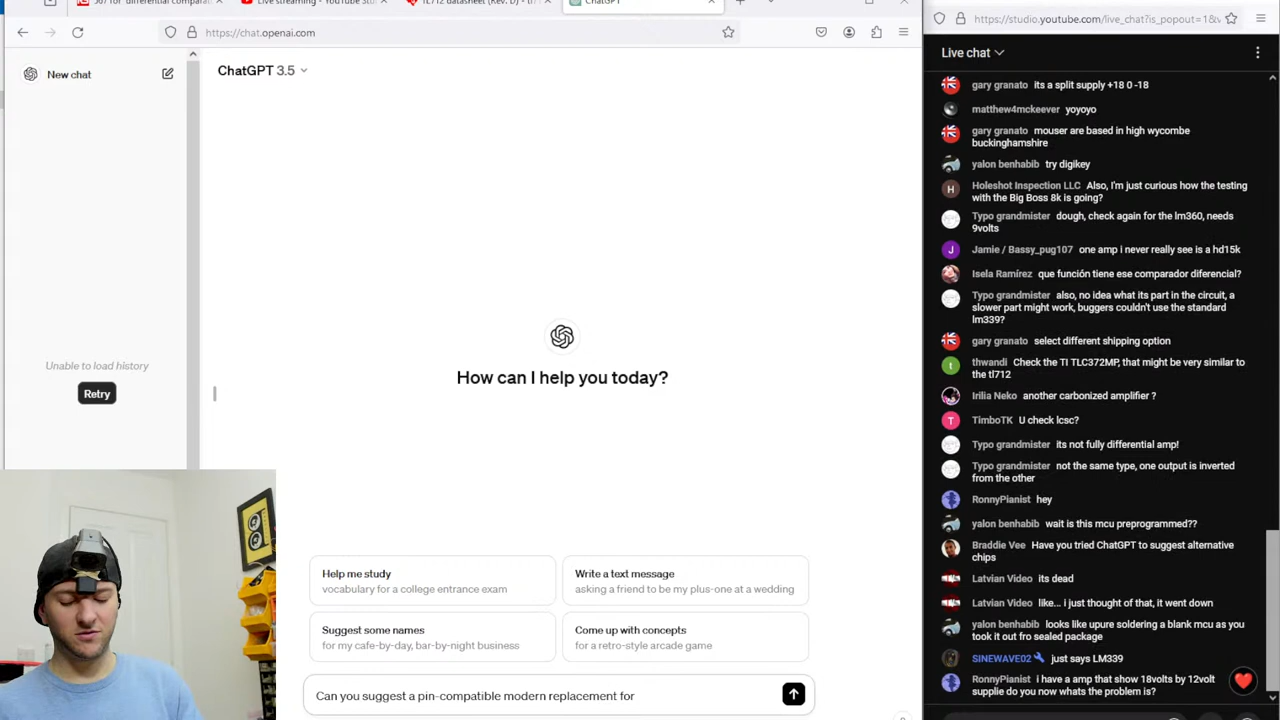 567 for 'differential comparat
Live streaming - YouTube Stu
TL712 datasheet (Rev. D) - tl7
ChatGPT
https://chat.openai.com
https://studio.youtube.com/live_chat?is_popout=1&v
New chat
ChatGPT 3.5
Unable to load history
Retry
How can I help you today?
Help me study
vocabulary for a college entrance exam
Write a text message
asking a friend to be my plus-one at a wedding
Suggest some names
for my cafe-by-day, bar-by-night business
Come up with concepts
for a retro-style arcade game
Can you suggest a pin-compatible modern replacement for
Live chat
gary granato its a split supply +18 0 -18
matthew4mckeever yoyoyo
gary granato mouser are based in high wycombe
buckinghamshire
yalon benhabib try digikey
H
Holeshot Inspection LLC Also, I'm just curious how the testing
with the Big Boss 8k is going?
Typo grandmister dough, check again for the lm360, needs
9volts
J
Jamie / Bassy_pug107 one amp i never really see is a hd15k
Isela Ramírez que función tiene ese comparador diferencial?
Typo grandmister also, no idea what its part in the circuit, a
slower part might work, buggers couldn't use the standard
lm339?
gary granato select different shipping option
t
thwandi Check the TI TLC372MP, that might be very similar to
the tl712
Irilia Neko another carbonized amplifier ?
T
TimboTK U check lcsc?
Typo grandmister its not fully differential amp!
Typo grandmister not the same type, one output is inverted
from the other
RonnyPianist hey
yalon benhabib wait is this mcu preprogrammed??
Braddie Vee Have you tried ChatGPT to suggest alternative
chips
Latvian Video its dead
Latvian Video like... i just thought of that, it went down
yalon benhabib looks like upure soldering a blank mcu as you
took it out fro sealed package
SINEWAVE02 just says LM339
RonnyPianist i have a amp that show 18volts by 12volt
supplie do you now whats the problem is?